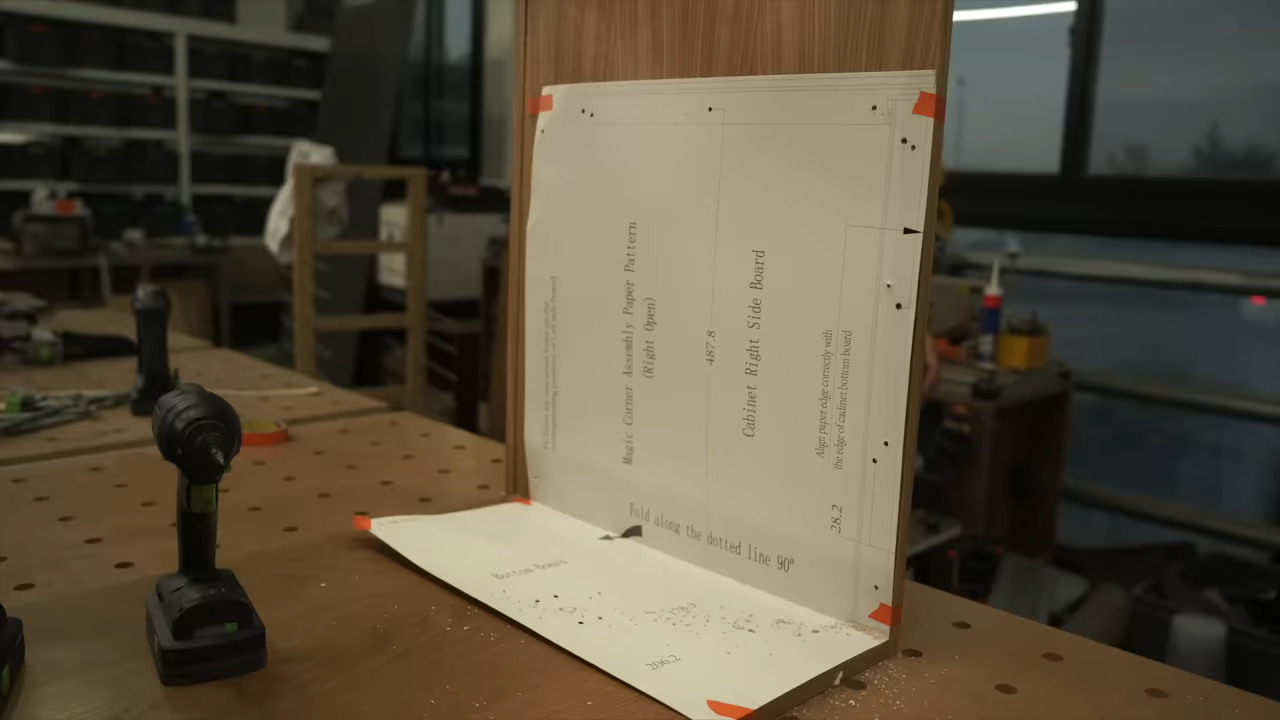 Magic Corner Assembly Paper Pattern
(Right Open)
487.8
Cabinet Right Side Board
Align paper edge correctly with
the edge of cadinet bottom board
28.2
Fold along the dotted line 90°
Bottom Board
206.2